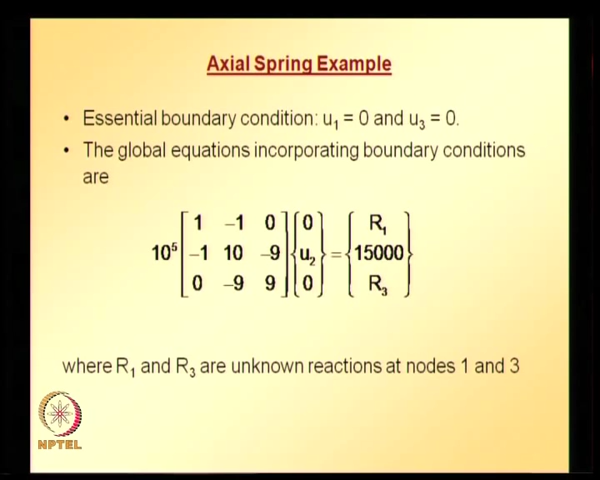 Axial Spring Example
• Essential boundary condition: u₁ = 0 and u₃ = 0.
• The global equations incorporating boundary conditions
are
1 −1 0 0 R₁
10⁵ −1 10 −9 u₂ = 15000
0 −9 9 0 R₃
where R₁ and R₃ are unknown reactions at nodes 1 and 3
NPTEL